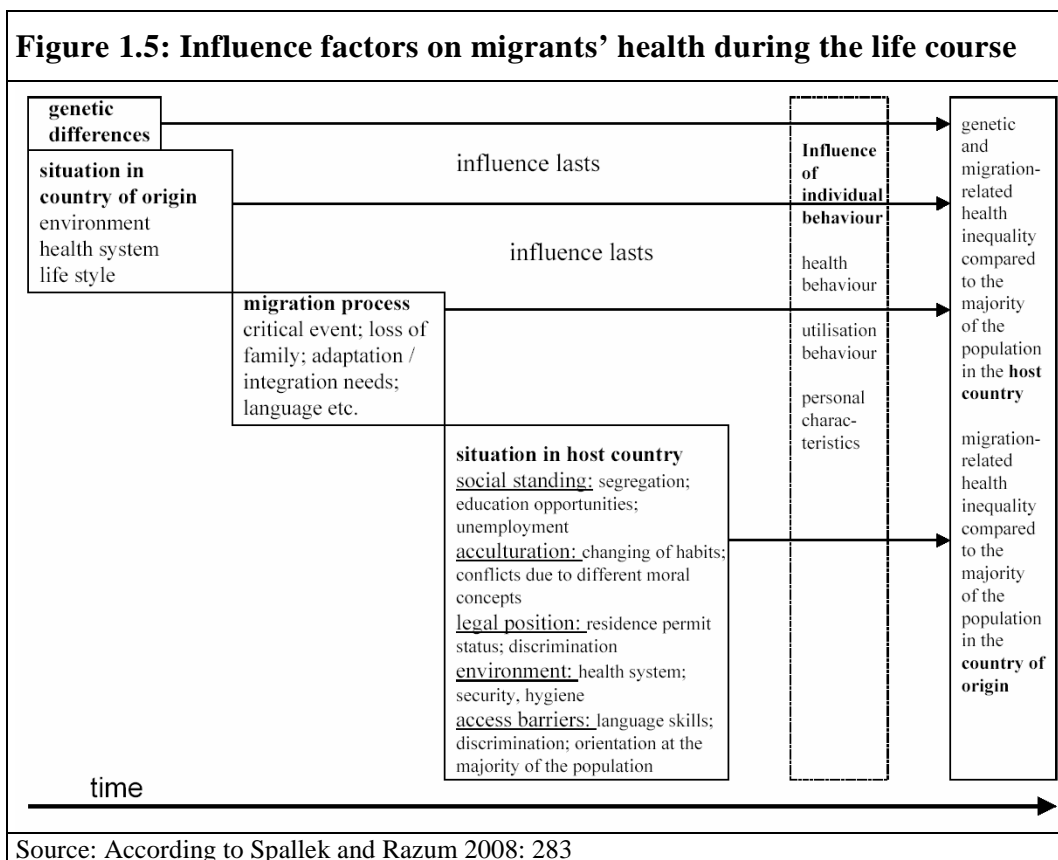 Figure 1.5: Influence factors on migrants’ health during the life course
genetic
differences
situation in
country of origin
environment
health system
life style
influence lasts
influence lasts
migration process
critical event; loss of
family; adaptation /
integration needs;
language etc.
situation in host country
social standing: segregation;
education opportunities;
unemployment
acculturation: changing of habits;
conflicts due to different moral
concepts
legal position: residence permit
status; discrimination
environment: health system;
security, hygiene
access barriers: language skills;
discrimination; orientation at the
majority of the population
Influence
of
individual
behaviour
health
behaviour
utilisation
behaviour
personal
charac-
teristics
genetic
and
migration-
related
health
inequality
compared
to the
majority
of the
population
in the host
country
migration-
related
health
inequality
compared
to the
majority
of the
population
in the
country of
origin
time
Source: According to Spallek and Razum 2008: 283